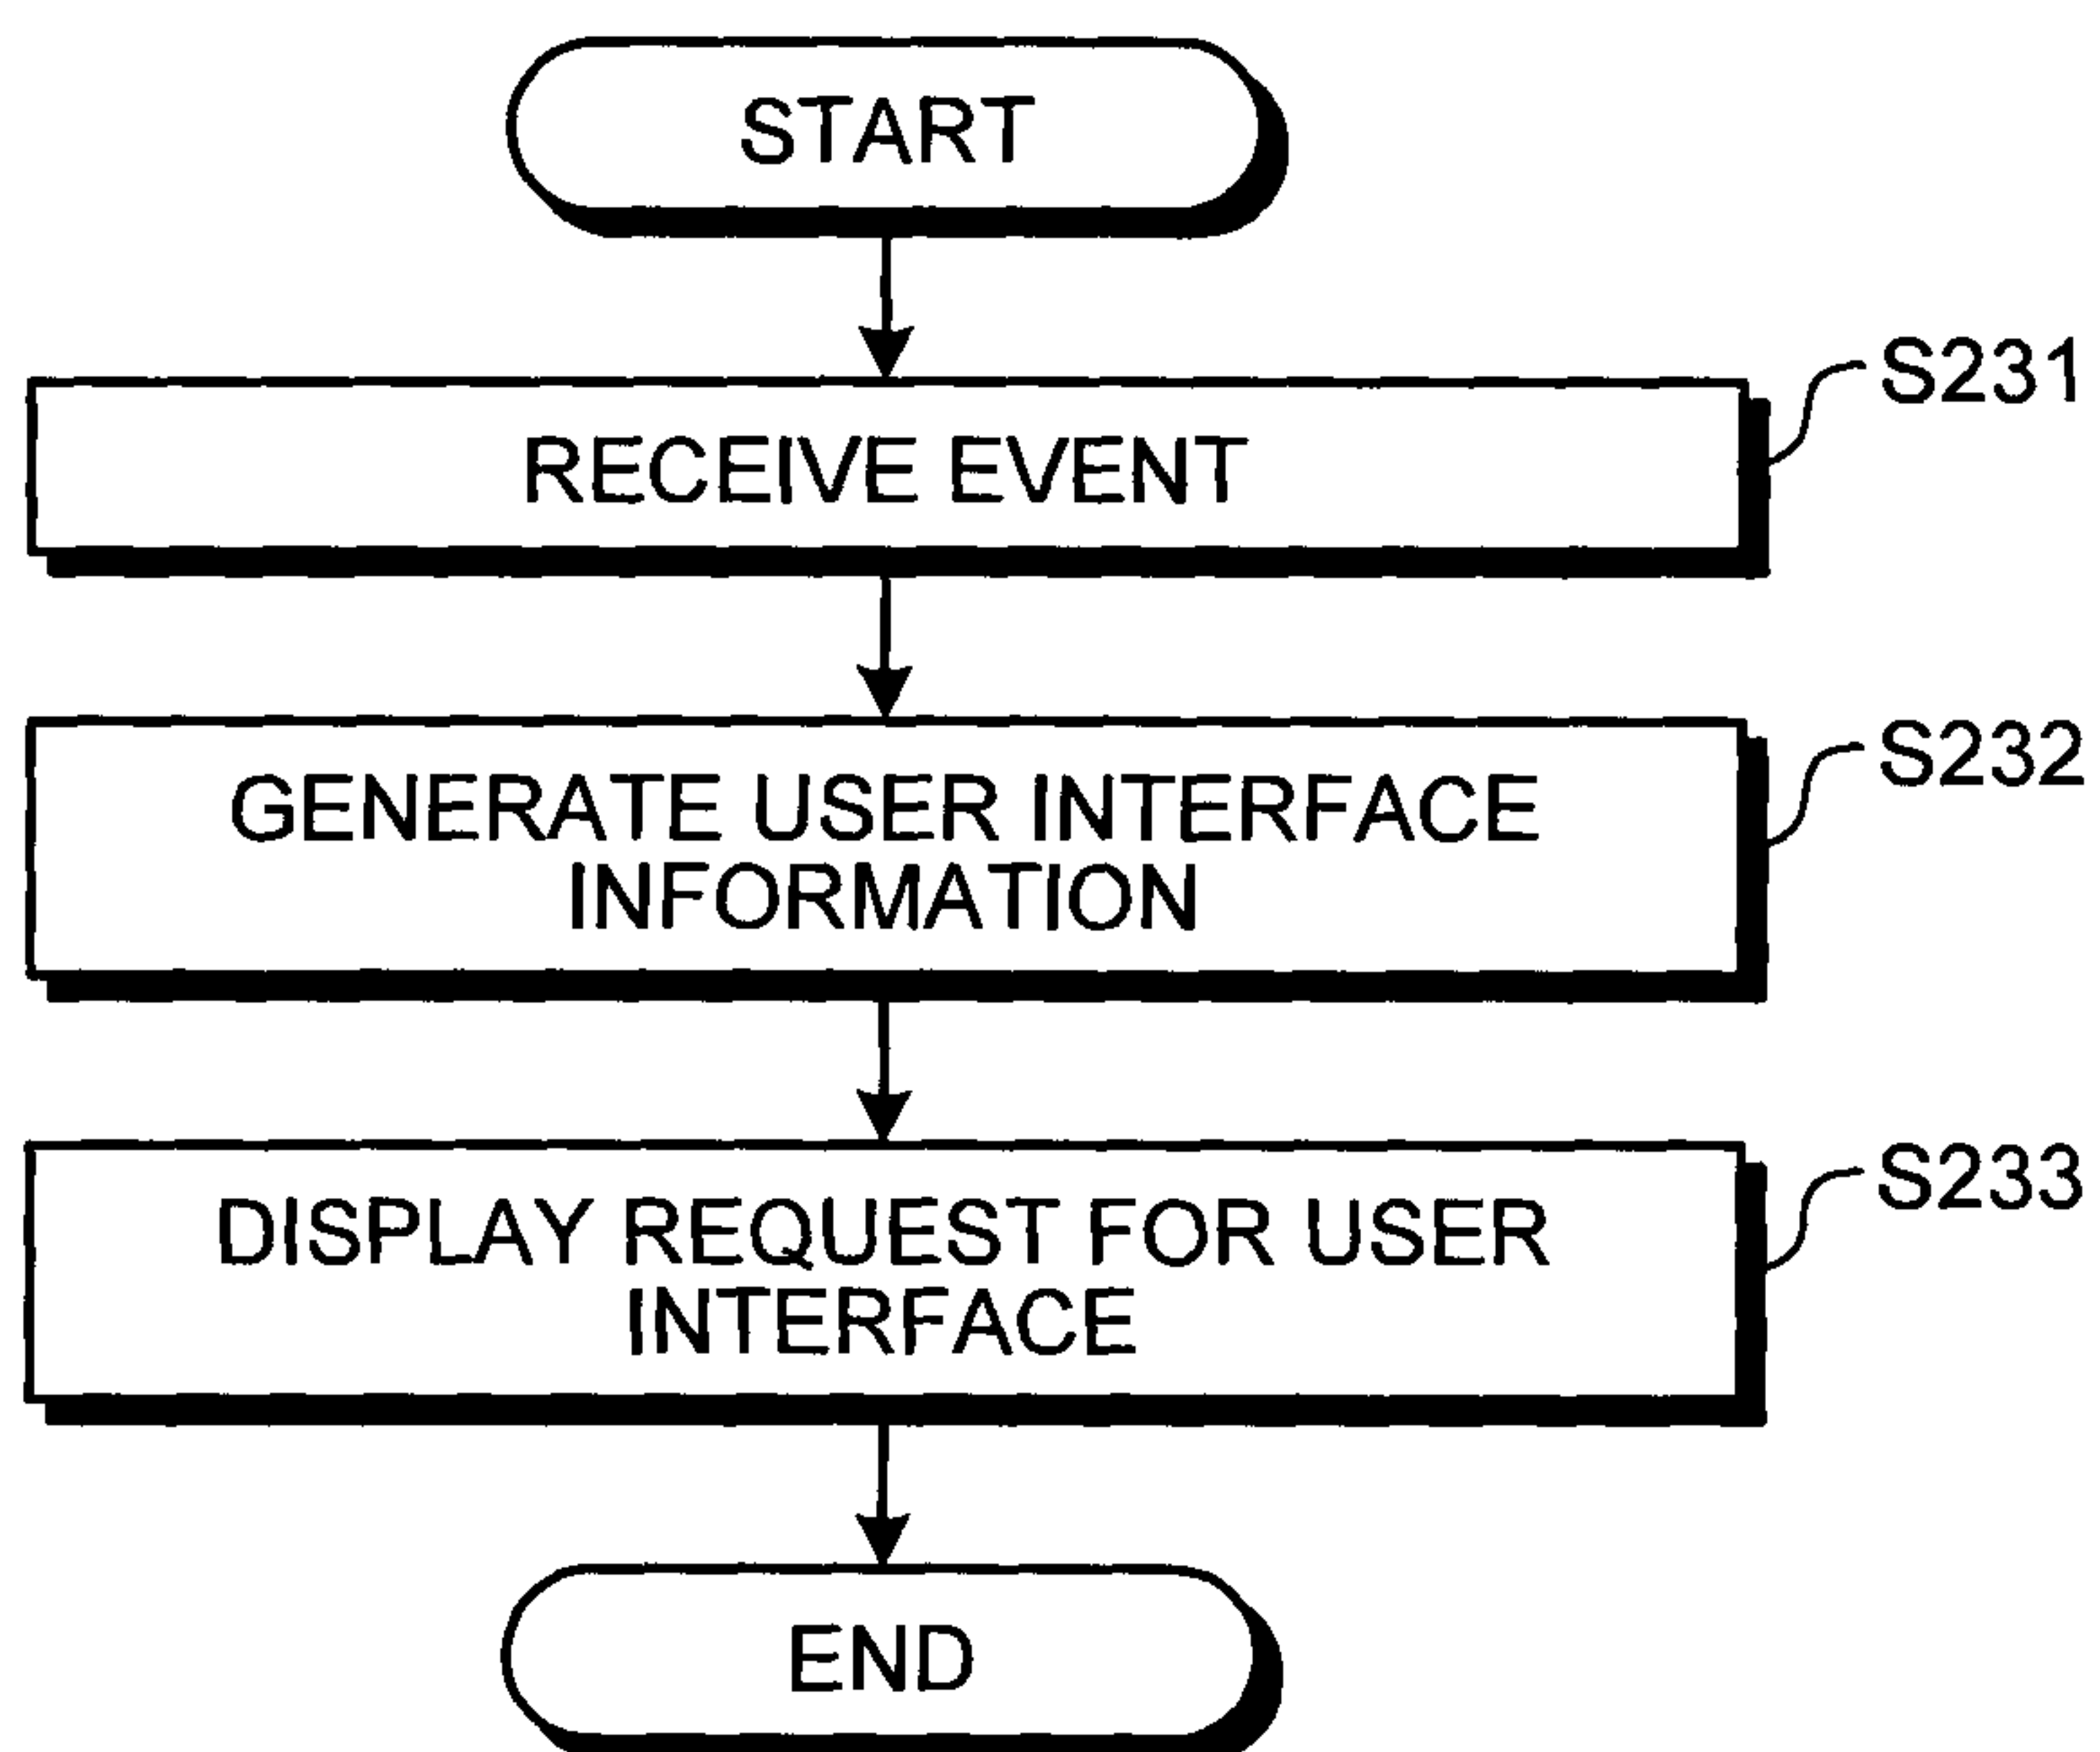 START
S231
RECEIVE EVENT
S232
GENERATE USER INTERFACE
INFORMATION
S233
DISPLAY REQUEST FOR USER
INTERFACE
END